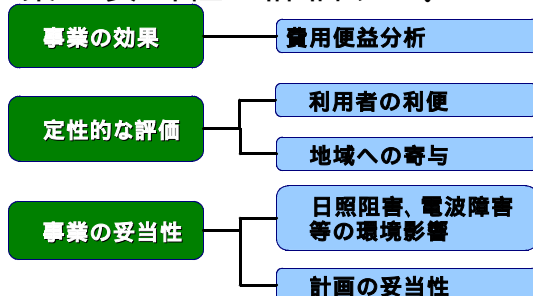 事業の効果
費用便益分析
定性的な評価
利用者の利便
地域への寄与
事業の妥当性
日照阻害、電波障害
等の環境影響
計画の妥当性